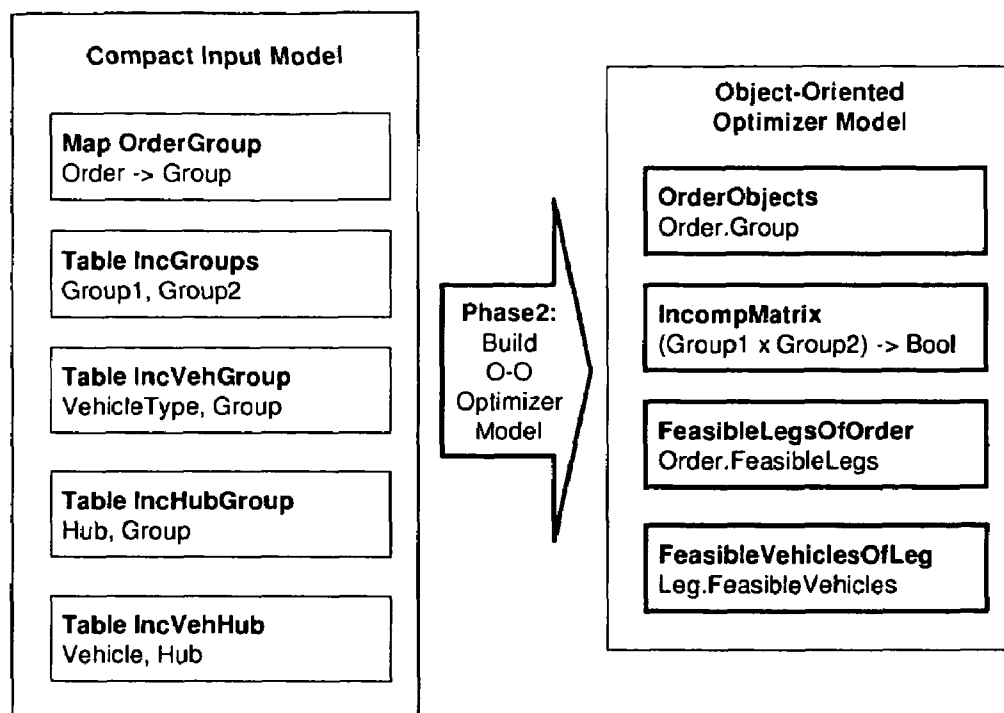 Compact Input Model
Map OrderGroup
Order -> Group
Table IncGroups
Group1, Group2
Table IncVehGroup
VehicleType, Group
Table IncHubGroup
Hub, Group
Table IncVehHub
Vehicle, Hub
Phase2:
Build
O-O
Optimizer
Model
Object-Oriented
Optimizer Model
OrderObjects
Order.Group
IncompMatrix
(Group1 x Group2) -> Bool
FeasibleLegsOfOrder
Order.FeasibleLegs
FeasibleVehiclesOfLeg
Leg.FeasibleVehicles